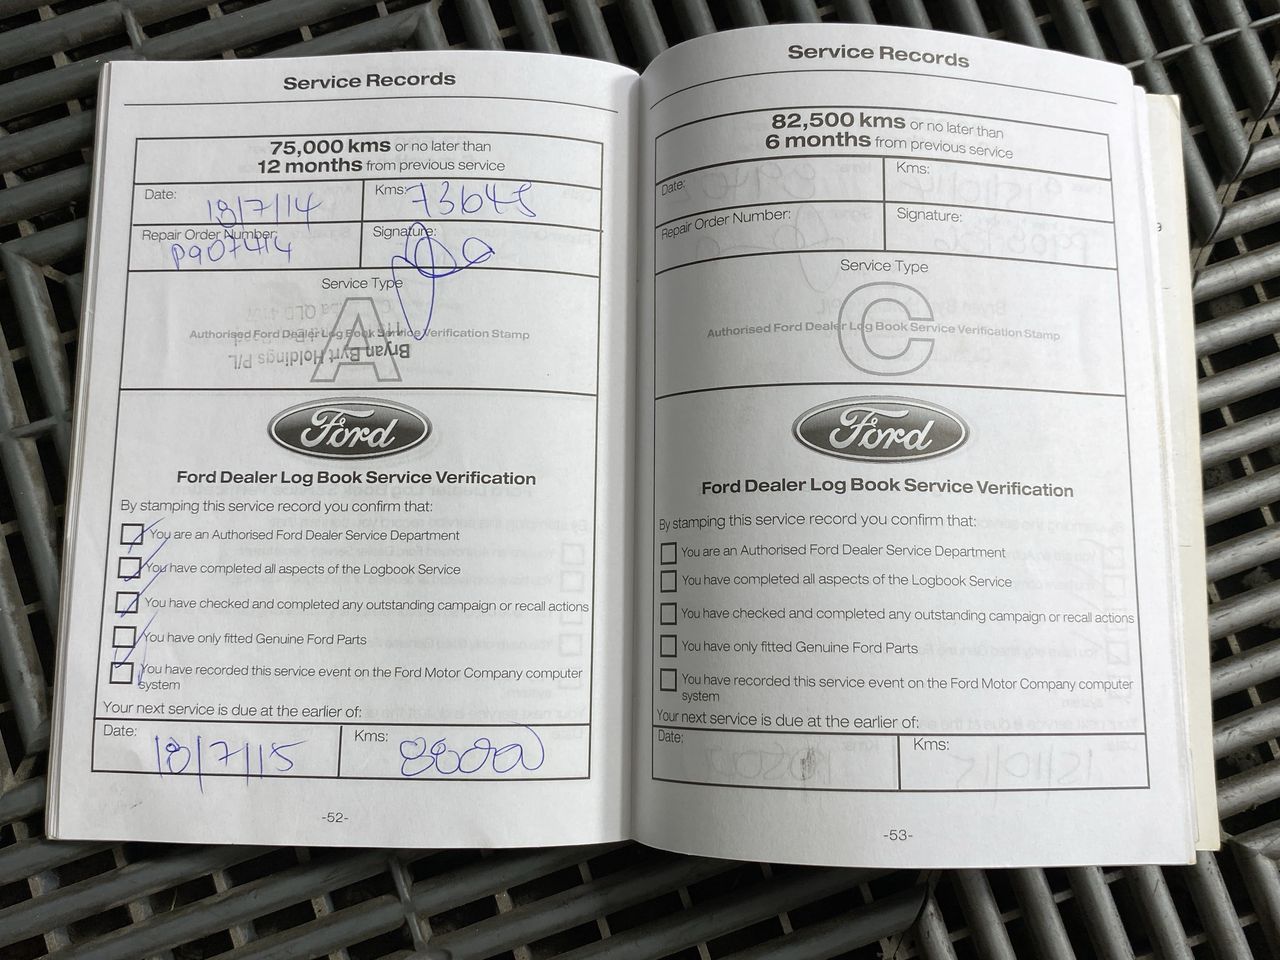 Service Records
75,000 kms or no later than
12 months from previous service
Date: 18/7/14
Kms: 73645
Repair Order Number: P907414
Signature:
Service Type
A
Authorised Ford Dealer Log Book Service Verification Stamp
Bryan Byrt Holdings P/L
Ford
Ford Dealer Log Book Service Verification
By stamping this service record you confirm that:
You are an Authorised Ford Dealer Service Department
You have completed all aspects of the Logbook Service
You have checked and completed any outstanding campaign or recall actions
You have only fitted Genuine Ford Parts
You have recorded this service event on the Ford Motor Company computer
system
Your next service is due at the earlier of:
Date: 18/7/15
Kms: 88000
-52-
Service Records
82,500 kms or no later than
6 months from previous service
Date:
Kms:
Repair Order Number:
Signature:
Service Type
C
Authorised Ford Dealer Log Book Service Verification Stamp
Ford
Ford Dealer Log Book Service Verification
By stamping this service record you confirm that:
You are an Authorised Ford Dealer Service Department
You have completed all aspects of the Logbook Service
You have checked and completed any outstanding campaign or recall actions
You have only fitted Genuine Ford Parts
You have recorded this service event on the Ford Motor Company computer
system
Your next service is due at the earlier of:
Date:
Kms:
-53-